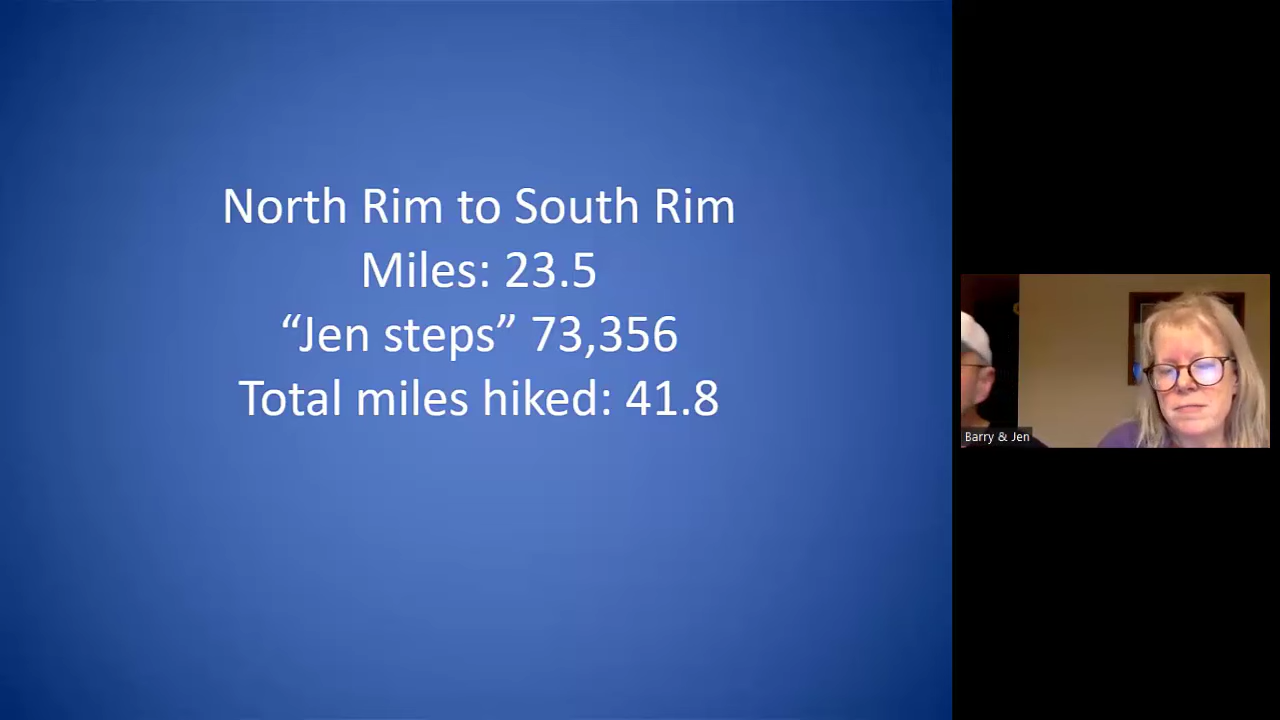 North Rim to South Rim
Miles: 23.5
“Jen steps” 73,356
Total miles hiked: 41.8
Barry & Jen